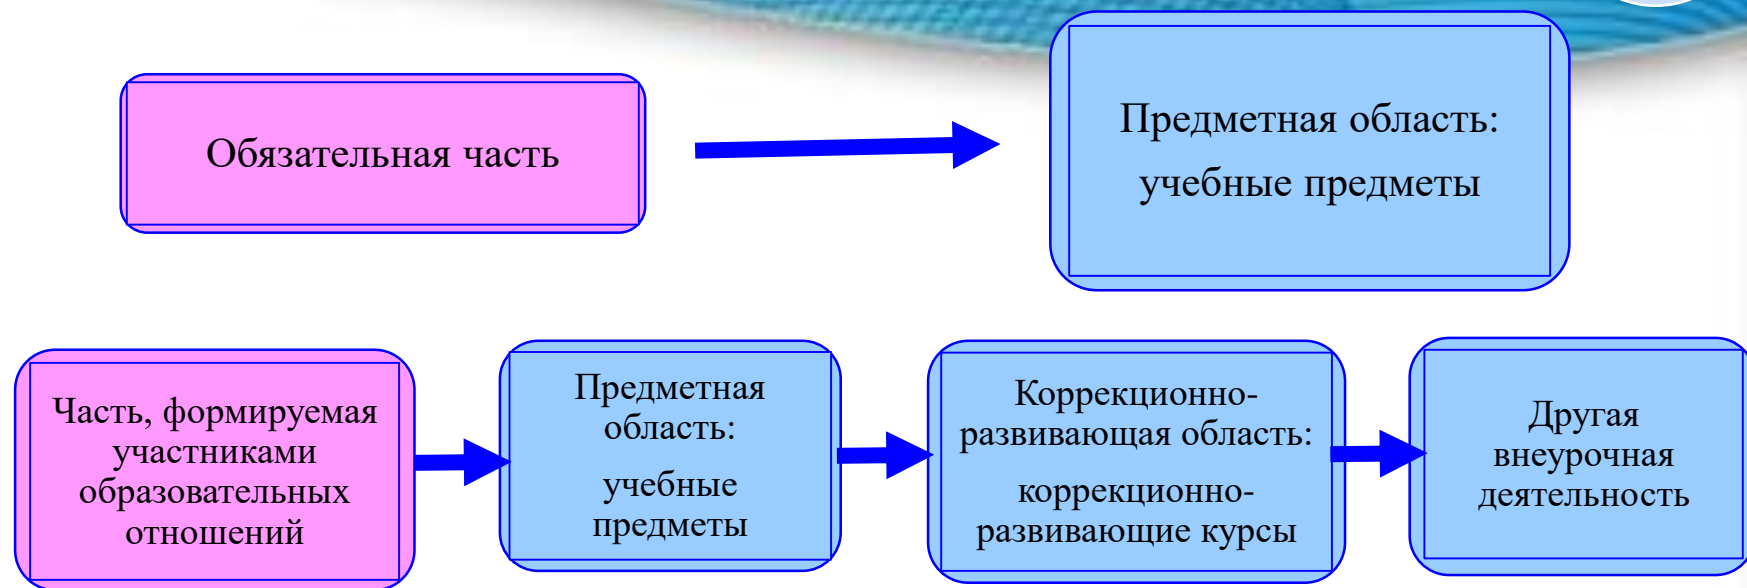 Обязательная часть
Предметная область:
учебные предметы
Часть, формируемая
участниками
образовательных
отношений
Предметная
область:
учебные
предметы
Коррекционно-
развивающая область:
коррекционно-
развивающие курсы
Другая
внеурочная
деятельность